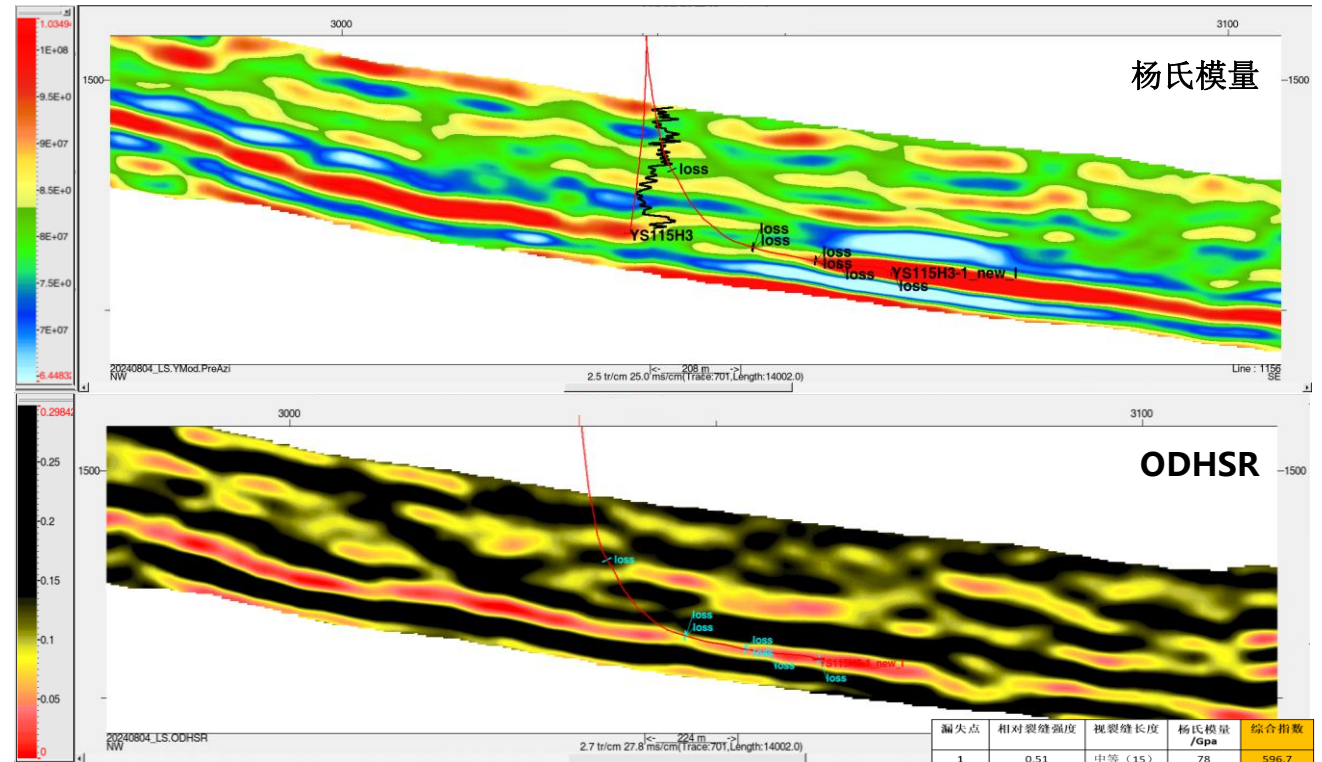 3000
3100
1.0349
1E+08
9.5E+0
9E+07
8.5E+0
8E+07
7.5E+0
7E+07
6.4483
1500
1500
杨氏模量
loss
YS115H3
loss
loss
loss
loss
loss
YS115H3-1_new_l
loss
20240804_LS.YMod.PreAzi
NW
|<- 208 m ->|
2.5 tr/cm 25.0 ms/cm(Trace:701,Length:14002.0)
Line : 1156
SE
3000
3100
0.29842
0.25
0.2
0.15
0.1
0.05
0
1500
1500
ODHSR
loss
loss
loss
loss
loss
loss
loss
20240804_LS.ODHSR
NW
|<- 224 m ->|
2.7 tr/cm 27.8 ms/cm(Trace:701,Length:14002.0)
漏失点 相对裂缝强度 视裂缝长度 杨氏模量/Gpa 综合指数
1 0.51 中等（15） 78 596.7